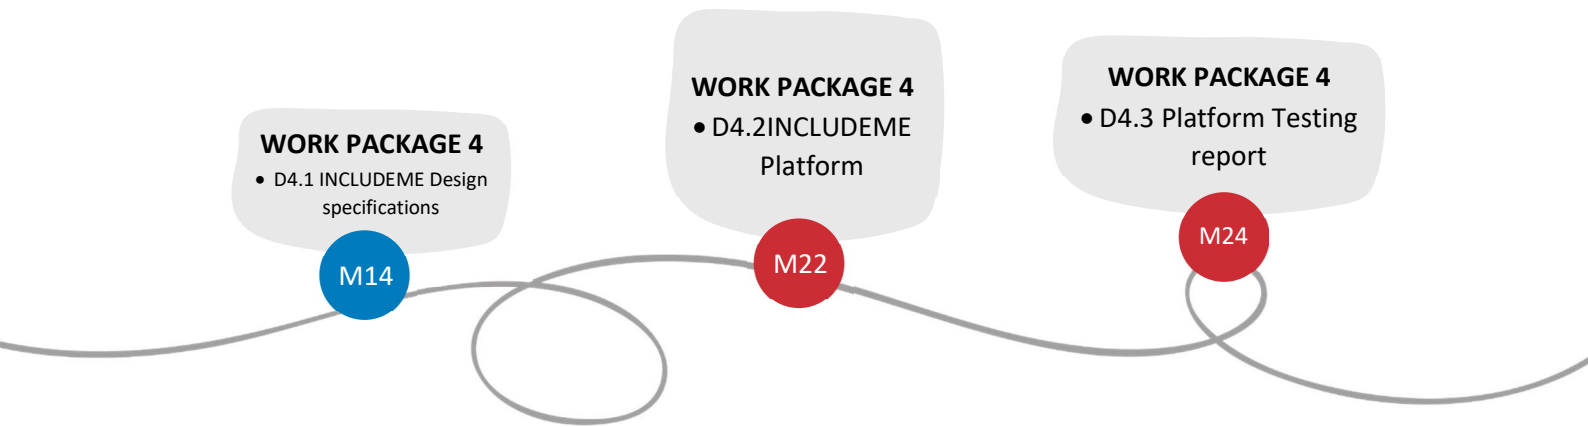 WORK PACKAGE 4
• D4.1 INCLUDEME Design
specifications
M14
WORK PACKAGE 4
• D4.2INCLUDEME
Platform
M22
WORK PACKAGE 4
• D4.3 Platform Testing
report
M24